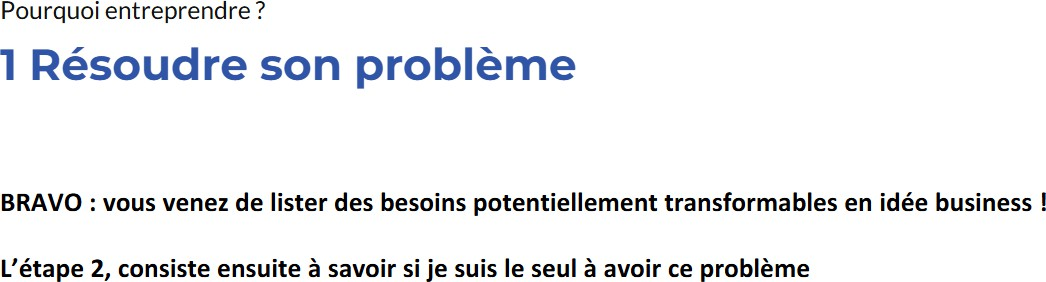 Pourquoi entreprendre ?
1 Résoudre son problème
BRAVO : vous venez de lister des besoins potentiellement transformables en idée business !
L’étape 2, consiste ensuite à savoir si je suis le seul à avoir ce problème